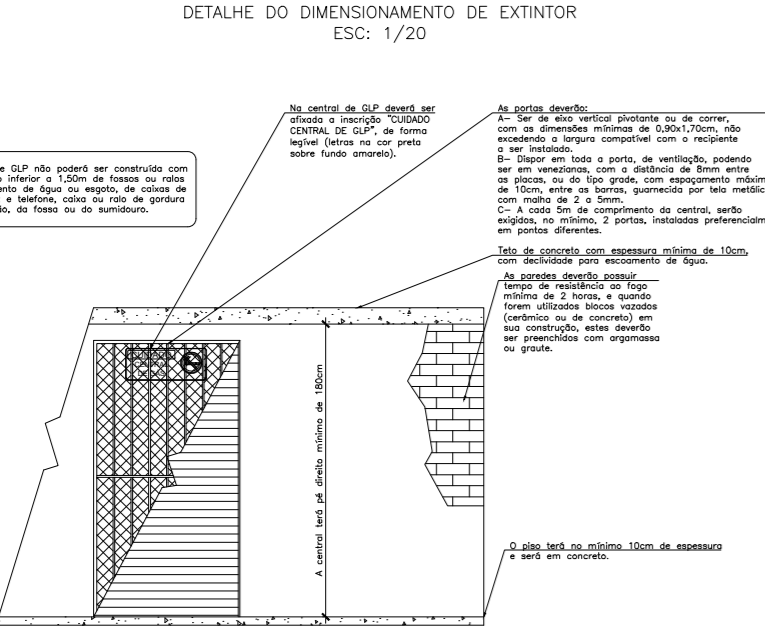 DETALHE DO DIMENSIONAMENTO DE EXTINTOR
ESC: 1/20
Na central de GLP deverá ser
afixada a inscrição "CUIDADO
CENTRAL DE GLP", de forma
legível (letras na cor preta
sobre fundo amarelo).
As portas deverão:
A- Ser de eixo vertical pivotante ou de correr,
com as dimensões mínimas de 0,90x1,70cm, não
excedendo a largura compatível com o recipiente
a ser instalado.
B- Dispor em toda a porta, de ventilação, podendo
ser em venezianas, com a distância de 8mm entre
as placas, ou do tipo grade, com espaçamento máxim
de 10cm, entre as barras, guarnecida por tela metálic
com malha de 2 a 5mm.
C- A cada 5m de comprimento da central, serão
exigidos, no mínimo, 2 portas, instaladas preferencialm
em pontos diferentes.
e GLP não poderá ser construída com
o inferior a 1,50m de fossos ou ralos
ento de água ou esgoto, de caixas de
e telefone, caixa ou ralo de gordura
ão, da fossa ou do sumidouro.
Teto de concreto com espessura mínima de 10cm,
com declividade para escoamento de água.
As paredes deverão possuir
tempo de resistência ao fogo
mínima de 2 horas, e quando
forem utilizados blocos vazados
(cerâmico ou de concreto) em
sua construção, estes deverão
ser preenchidos com argamassa
ou graute.
CUIDADO
CENTRAL
DE GÁS
A central terá pé direito mínimo de 180cm
O piso terá no mínimo 10cm de espessura
e será em concreto.